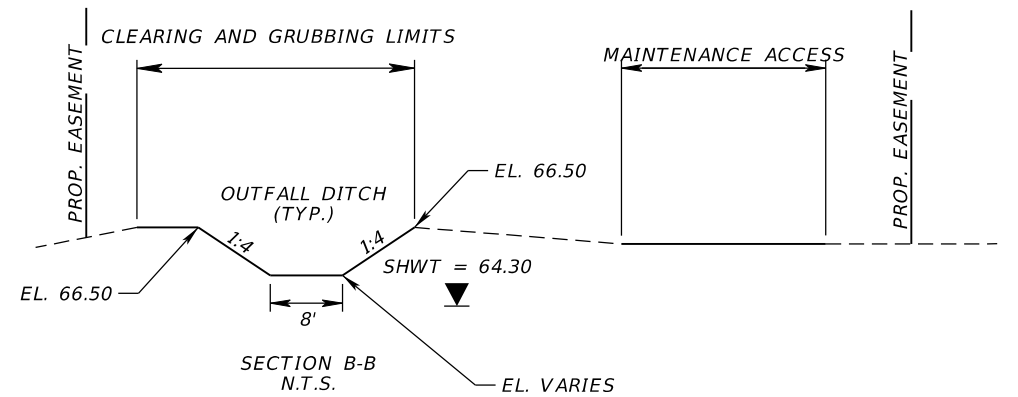 CLEARING AND GRUBBING LIMITS
MAINTENANCE ACCESS
PROP. EASEMENT
PROP. EASEMENT
EL. 66.50
OUTFALL DITCH
(TYP.)
1:4
1:4
SHWT = 64.30
EL. 66.50
8'
SECTION B-B
N.T.S.
EL. VARIES